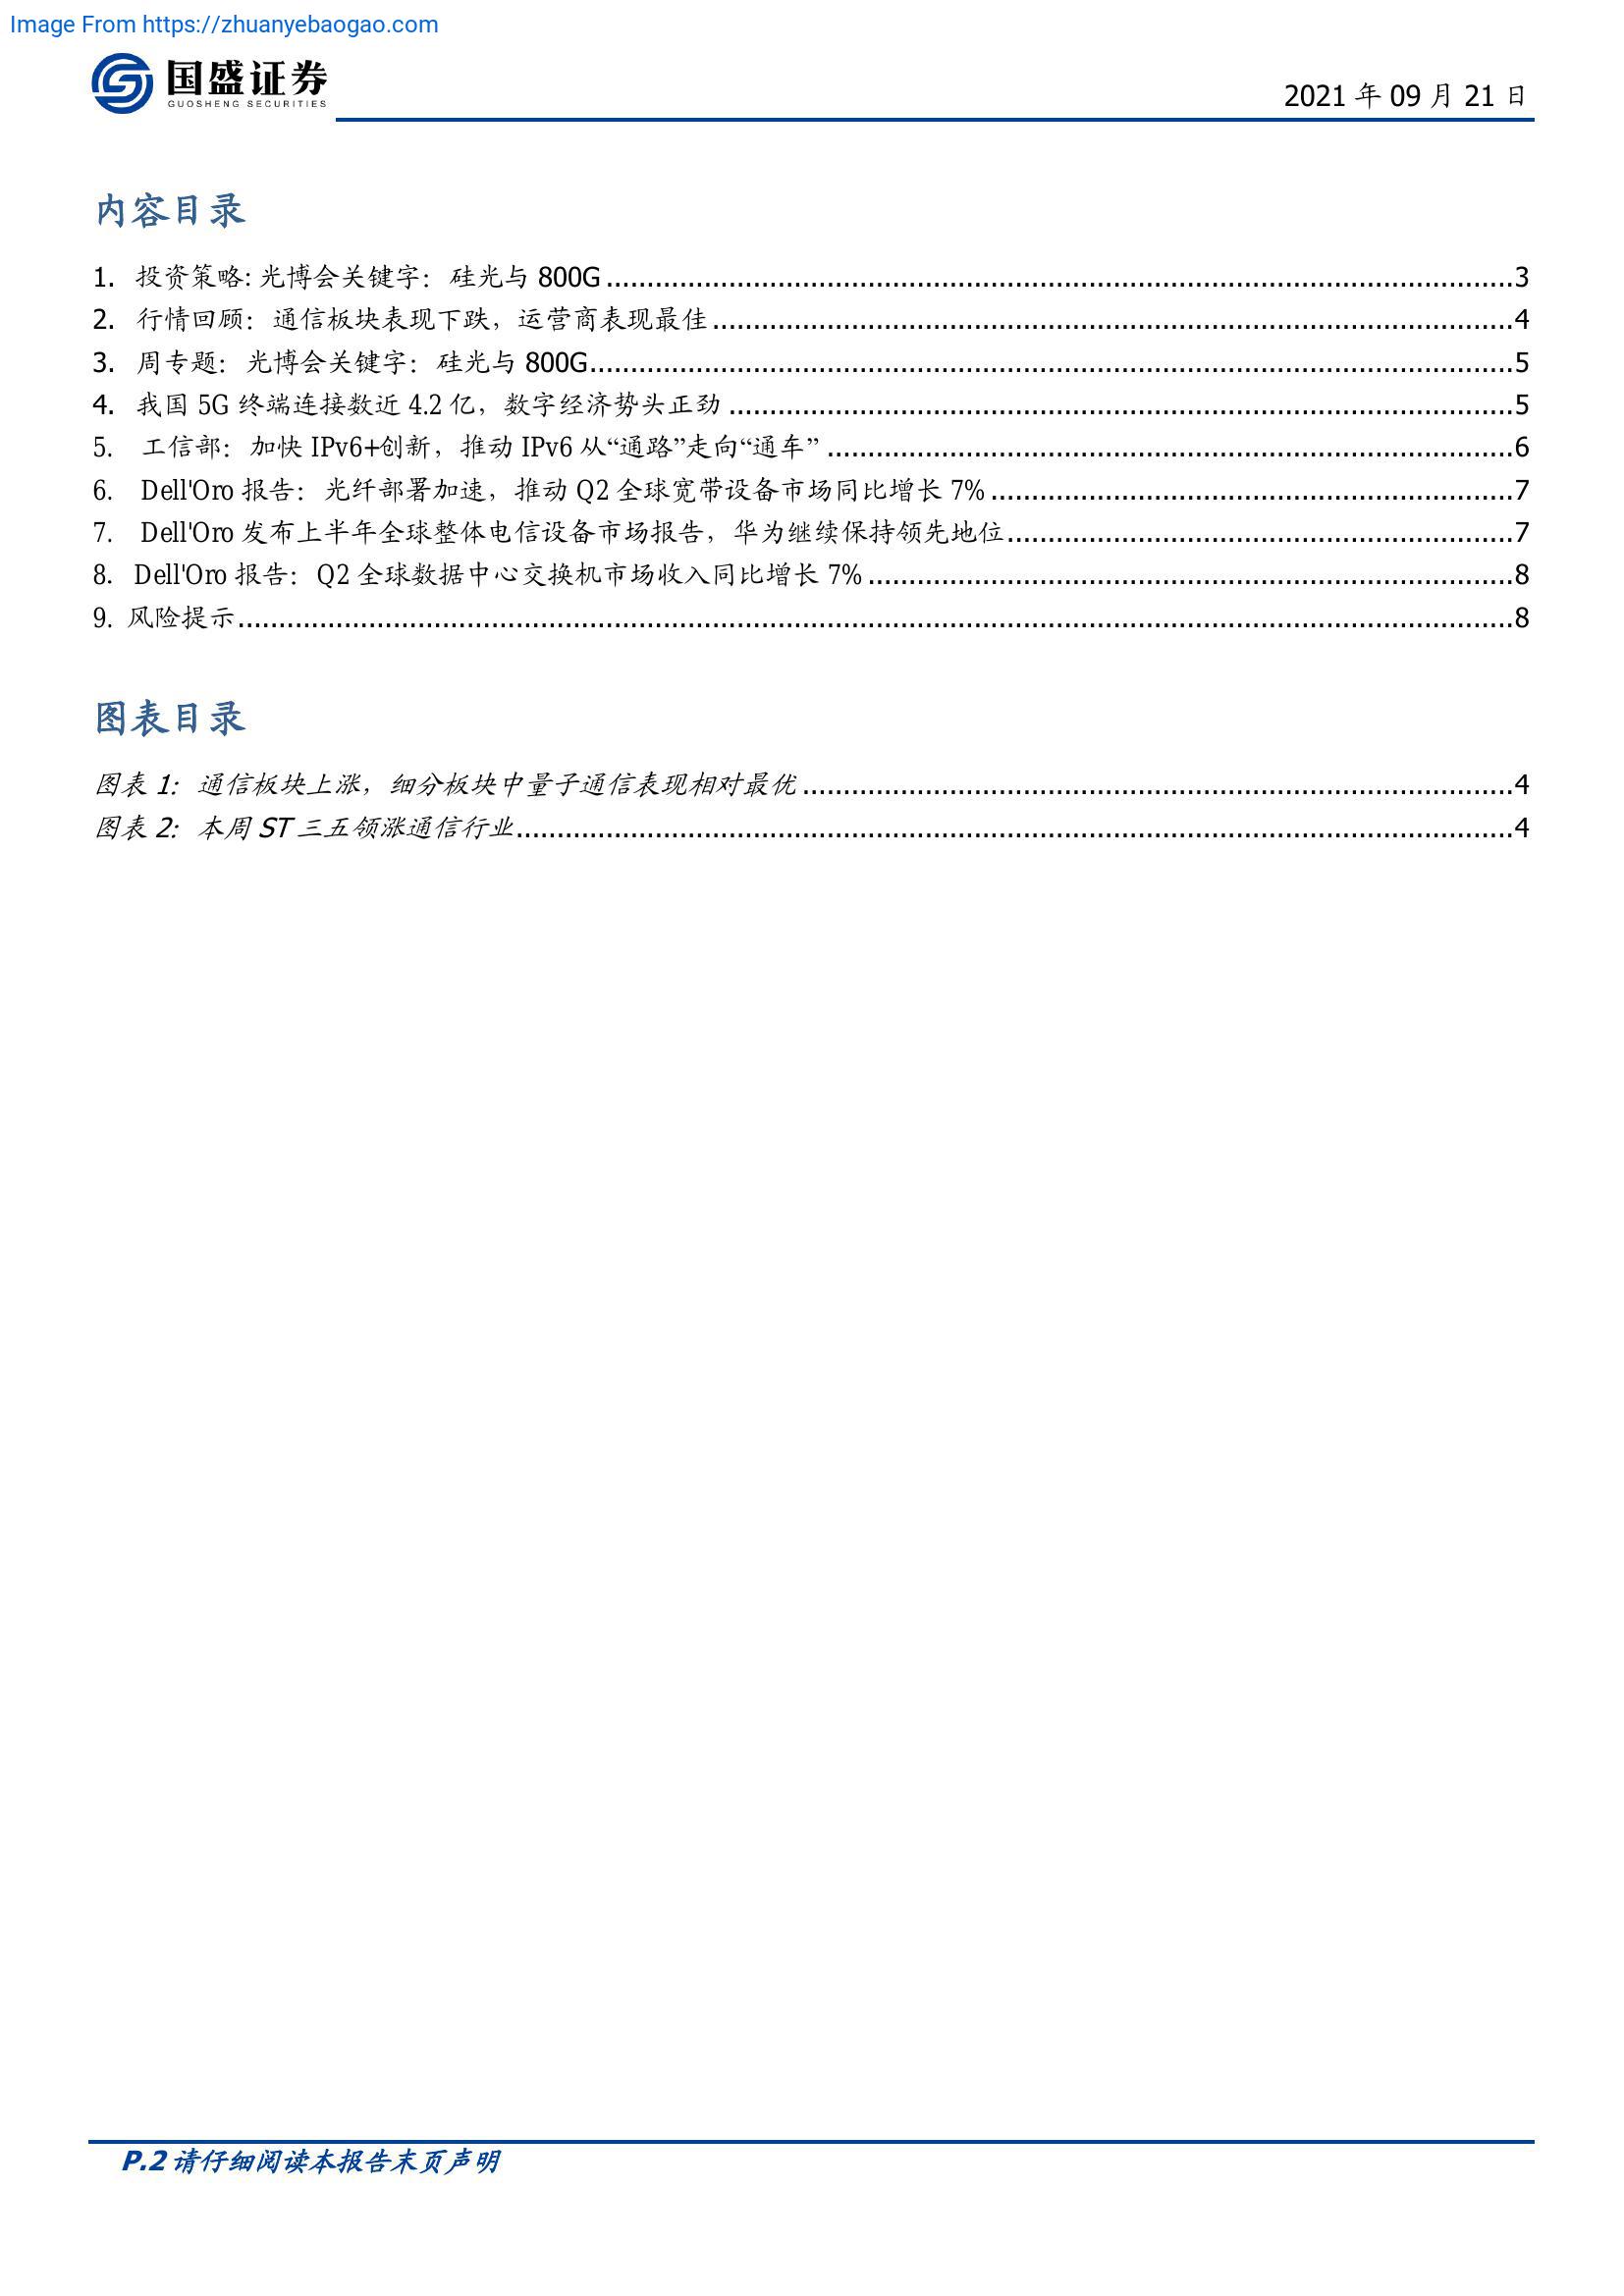 Image From https://zhuanyebaogao.com
国盛证券
GUOSHENG SECURITIES
2021 年 09 月 21 日
内容目录
1. 投资策略: 光博会关键字：硅光与 800G 3
2. 行情回顾：通信板块表现下跌，运营商表现最佳 4
3. 周专题：光博会关键字：硅光与 800G 5
4. 我国 5G 终端连接数近 4.2 亿，数字经济势头正劲 5
5. 工信部：加快 IPv6+创新，推动 IPv6 从“通路”走向“通车” 6
6. Dell'Oro 报告：光纤部署加速，推动 Q2 全球宽带设备市场同比增长 7% 7
7. Dell'Oro 发布上半年全球整体电信设备市场报告，华为继续保持领先地位 7
8. Dell'Oro 报告：Q2 全球数据中心交换机市场收入同比增长 7% 8
9. 风险提示 8
图表目录
图表 1：通信板块上涨，细分板块中量子通信表现相对最优 4
图表 2：本周 ST 三五领涨通信行业 4
P.2 请仔细阅读本报告末页声明